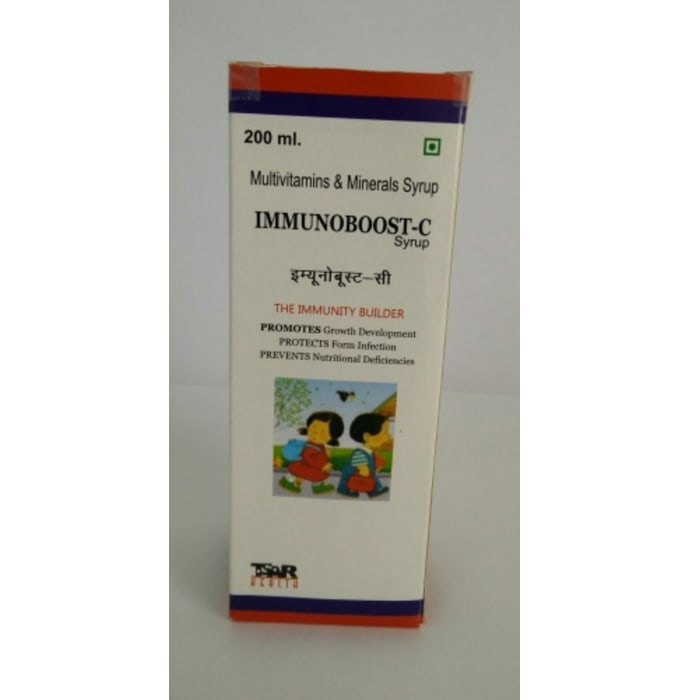 200 ml.
Multivitamins & Minerals Syrup
IMMUNOBOOST-C
Syrup
इम्यूनोबूस्ट–सी
THE IMMUNITY BUILDER
PROMOTES Growth Development
PROTECTS Form Infection
PREVENTS Nutritional Deficiencies
TSAR
HEALTH